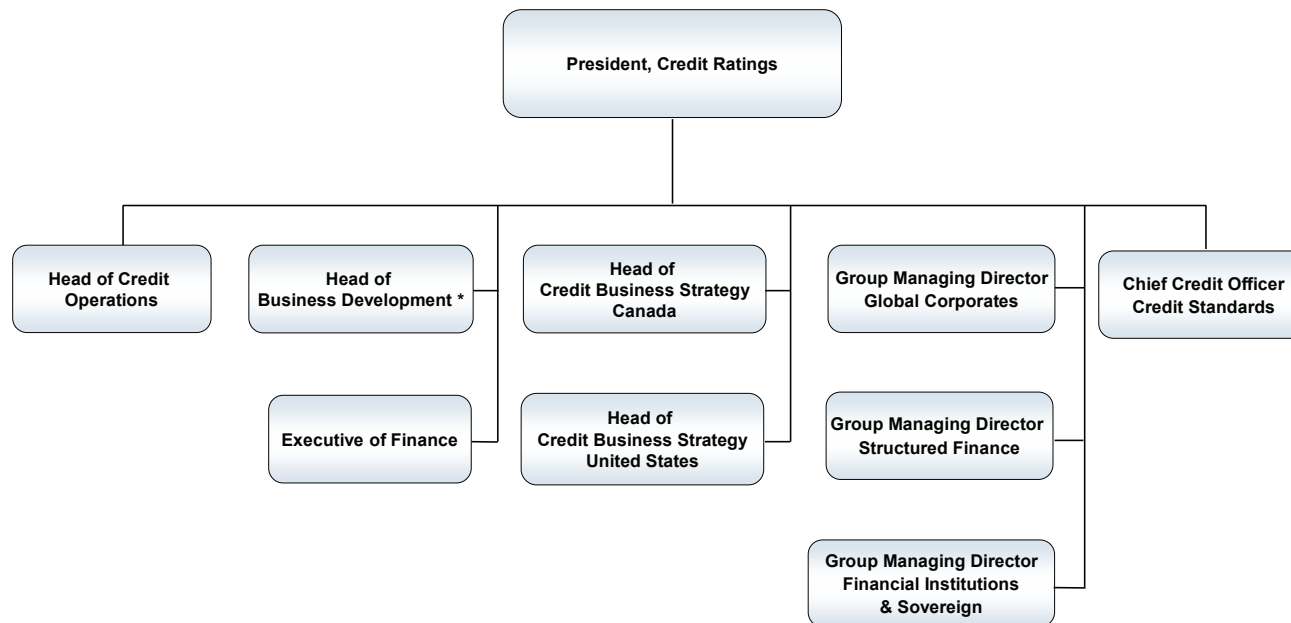 President, Credit Ratings
Head of Credit
Operations
Head of
Business Development *
Head of
Credit Business Strategy
Canada
Group Managing Director
Global Corporates
Chief Credit Officer
Credit Standards
Executive of Finance
Head of
Credit Business Strategy
United States
Group Managing Director
Structured Finance
Group Managing Director
Financial Institutions
& Sovereign